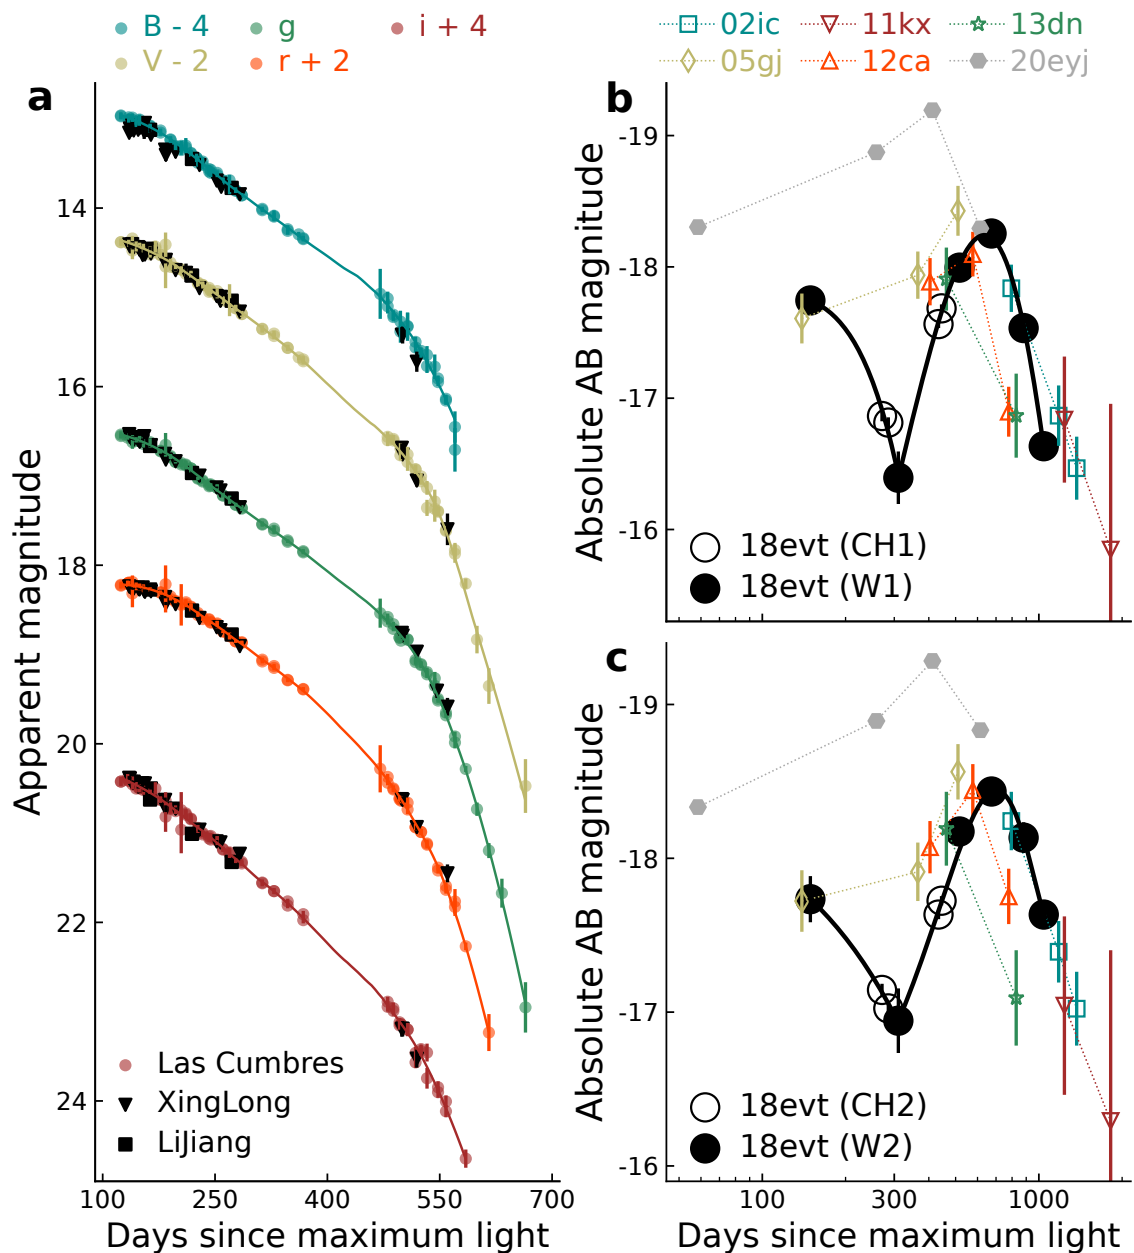 B - 4 g i + 4
V - 2 r + 2
a
14
16
18
20
22
24
Apparent magnitude
Las Cumbres
XingLong
LiJiang
100 250 400 550 700
Days since maximum light
02ic 11kx 13dn
05gj 12ca 20eyj
b
-19
-18
-17
-16
Absolute AB magnitude
18evt (CH1)
18evt (W1)
c
-19
-18
-17
-16
Absolute AB magnitude
18evt (CH2)
18evt (W2)
100 300 1000
Days since maximum light